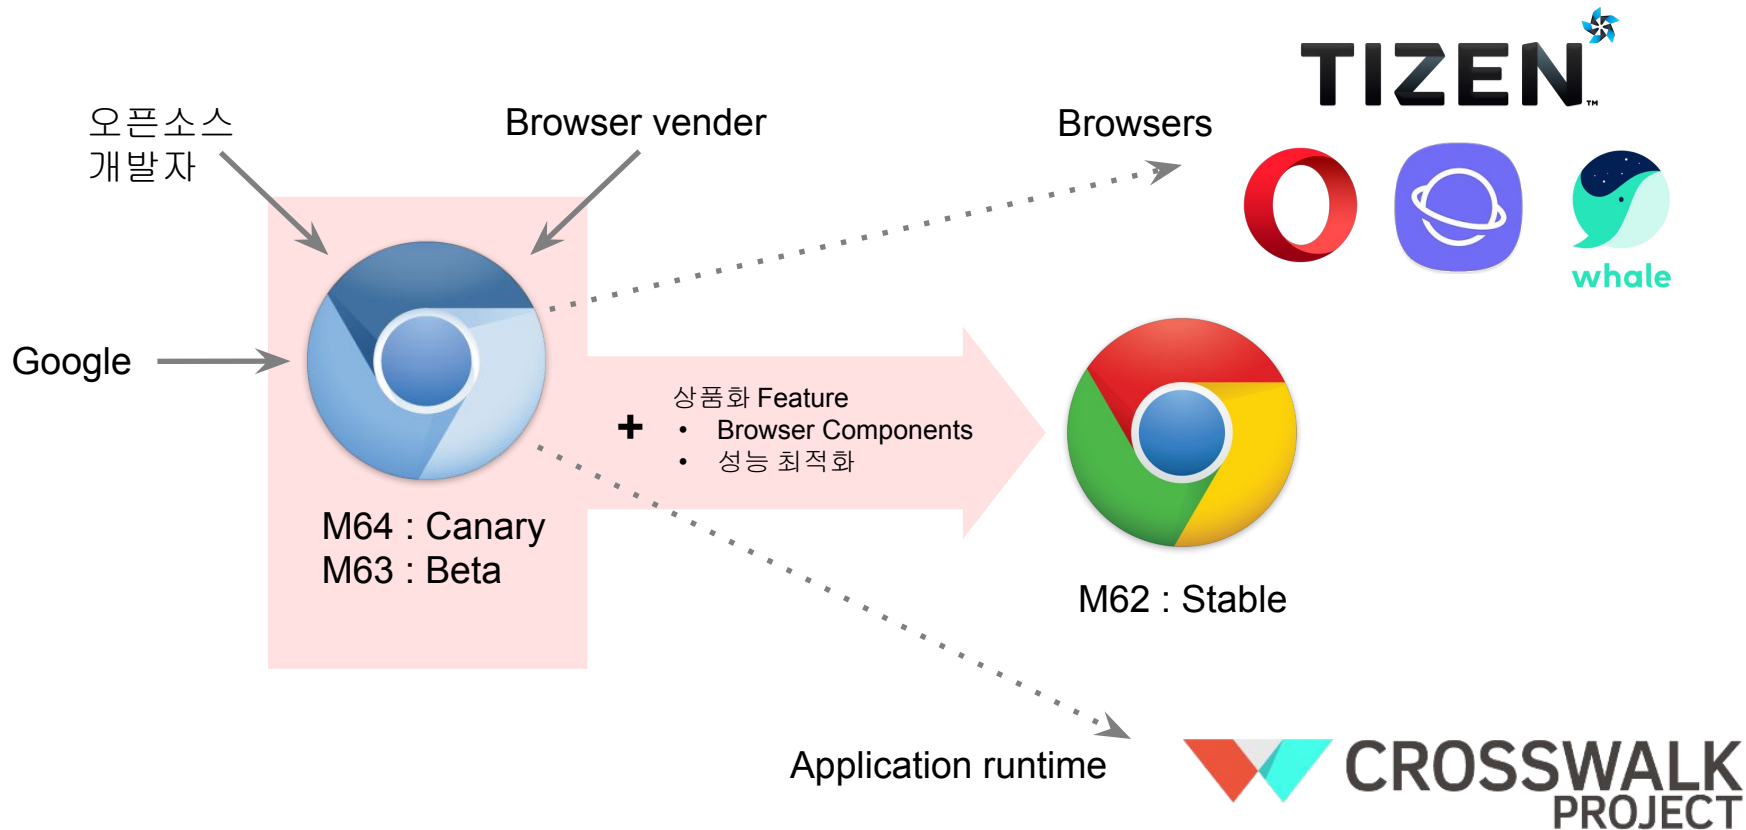 TIZEN™
오픈소스
개발자
Browser vender
Browsers
whale
Google
+ 상품화 Feature
• Browser Components
• 성능 최적화
M64 : Canary
M63 : Beta
M62 : Stable
Application runtime
CROSSWALK
PROJECT